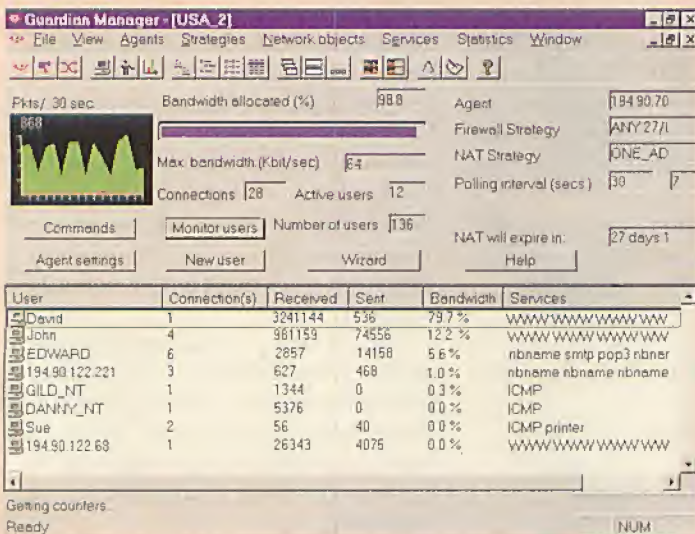 Guardian Manager - [USA_2]
File View Agents Strategies Network objects Services Statistics Window
Pkts/ 30 sec.
868
Bandwidth allocated (%) 98.8
Max. bandwidth (Kbit/sec) 64
Connections 28 Active users 12
Number of users 136
Agent 194.90.70
Firewall Strategy ANY 27/
NAT Strategy ONE_AD
Polling interval (secs.) 30 7
NAT will expire in: 27 days 1
Commands Monitor users
Agent settings New user Wizard Help
User Connection(s) Received Sent Bandwidth Services
David 1 3241144 536 79.7 % WWW WWW WWW WW
John 4 981159 74556 12.2 % WWW WWW WWW WW
EDWARD 6 2857 14158 5.6 % nbname smtp pop3 nbnar
194.90.122.221 3 627 468 1.0 % nbname nbname nbname
GILD_NT 1 1344 0 0.3 % ICMP
DANNY_NT 1 5376 0 0.0 % ICMP
Sue 2 56 40 0.0 % ICMP printer
194.90.122.68 1 26343 4075 0.0 % WWW WWW WWW WW
Getting counters...
Ready NUM